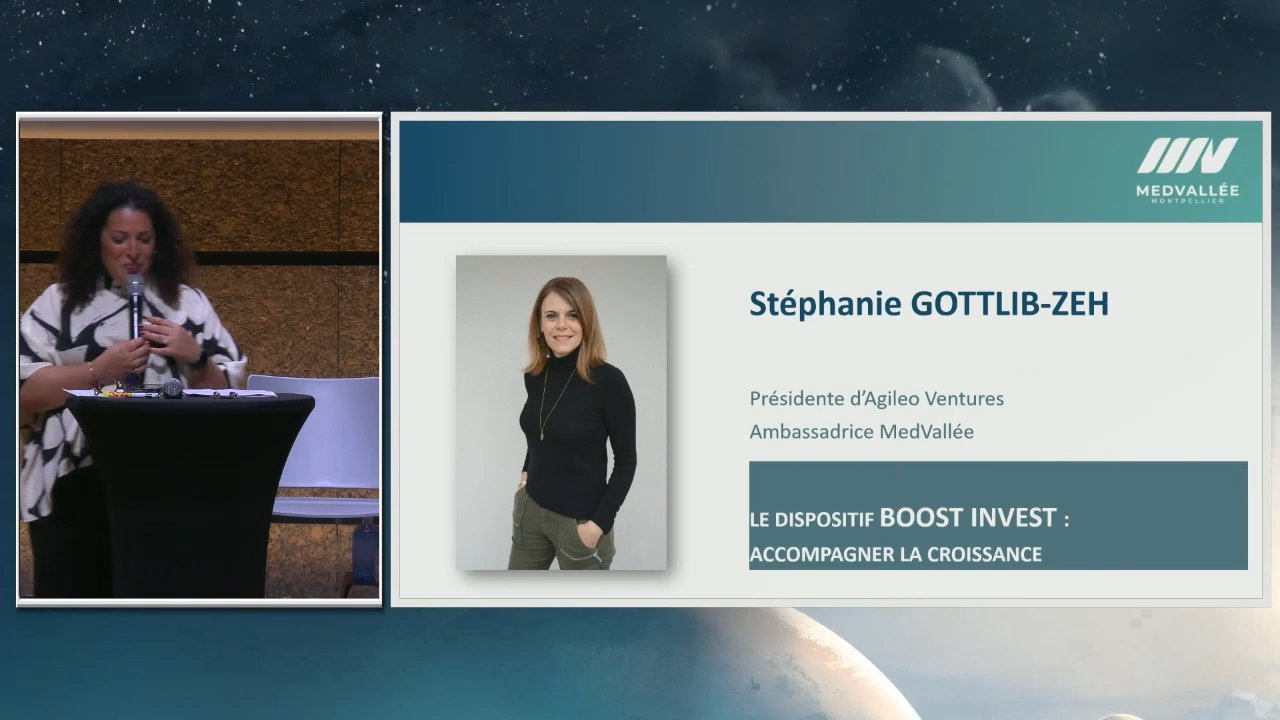 MEDVALLÉE
MONTPELLIER
Stéphanie GOTTLIB-ZEH
Présidente d’Agileo Ventures
Ambassadrice MedVallée
LE DISPOSITIF BOOST INVEST :
ACCOMPAGNER LA CROISSANCE